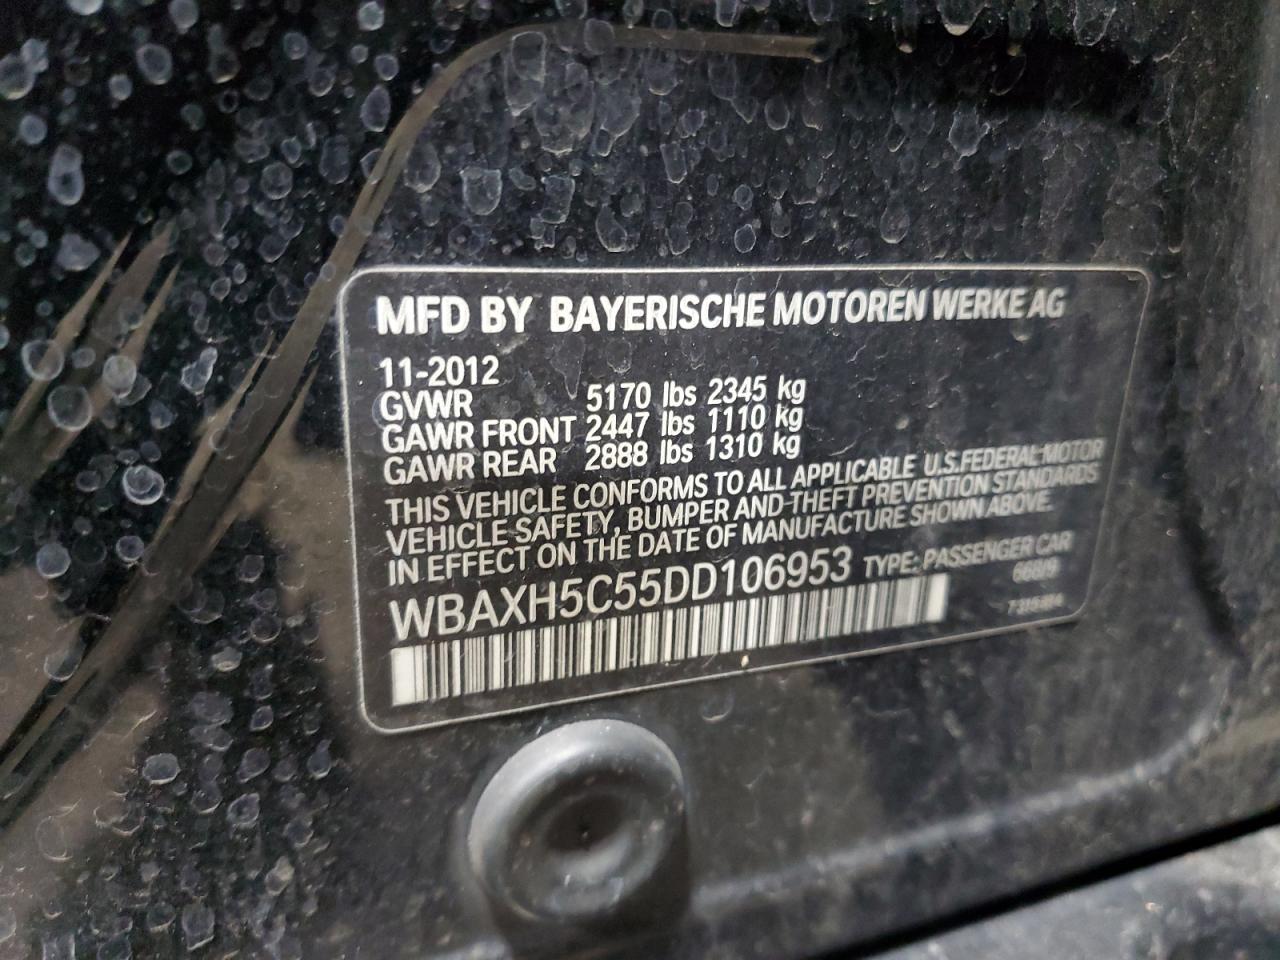 MFD BY BAYERISCHE MOTOREN WERKE AG
11-2012
GVWR 5170 lbs 2345 kg
GAWR FRONT 2447 lbs 1110 kg
GAWR REAR 2888 lbs 1310 kg
THIS VEHICLE CONFORMS TO ALL APPLICABLE U.S.FEDERAL MOTOR
VEHICLE SAFETY, BUMPER AND THEFT PREVENTION STANDARDS
IN EFFECT ON THE DATE OF MANUFACTURE SHOWN ABOVE.
WBAXH5C55DD106953 TYPE: PASSENGER CAR